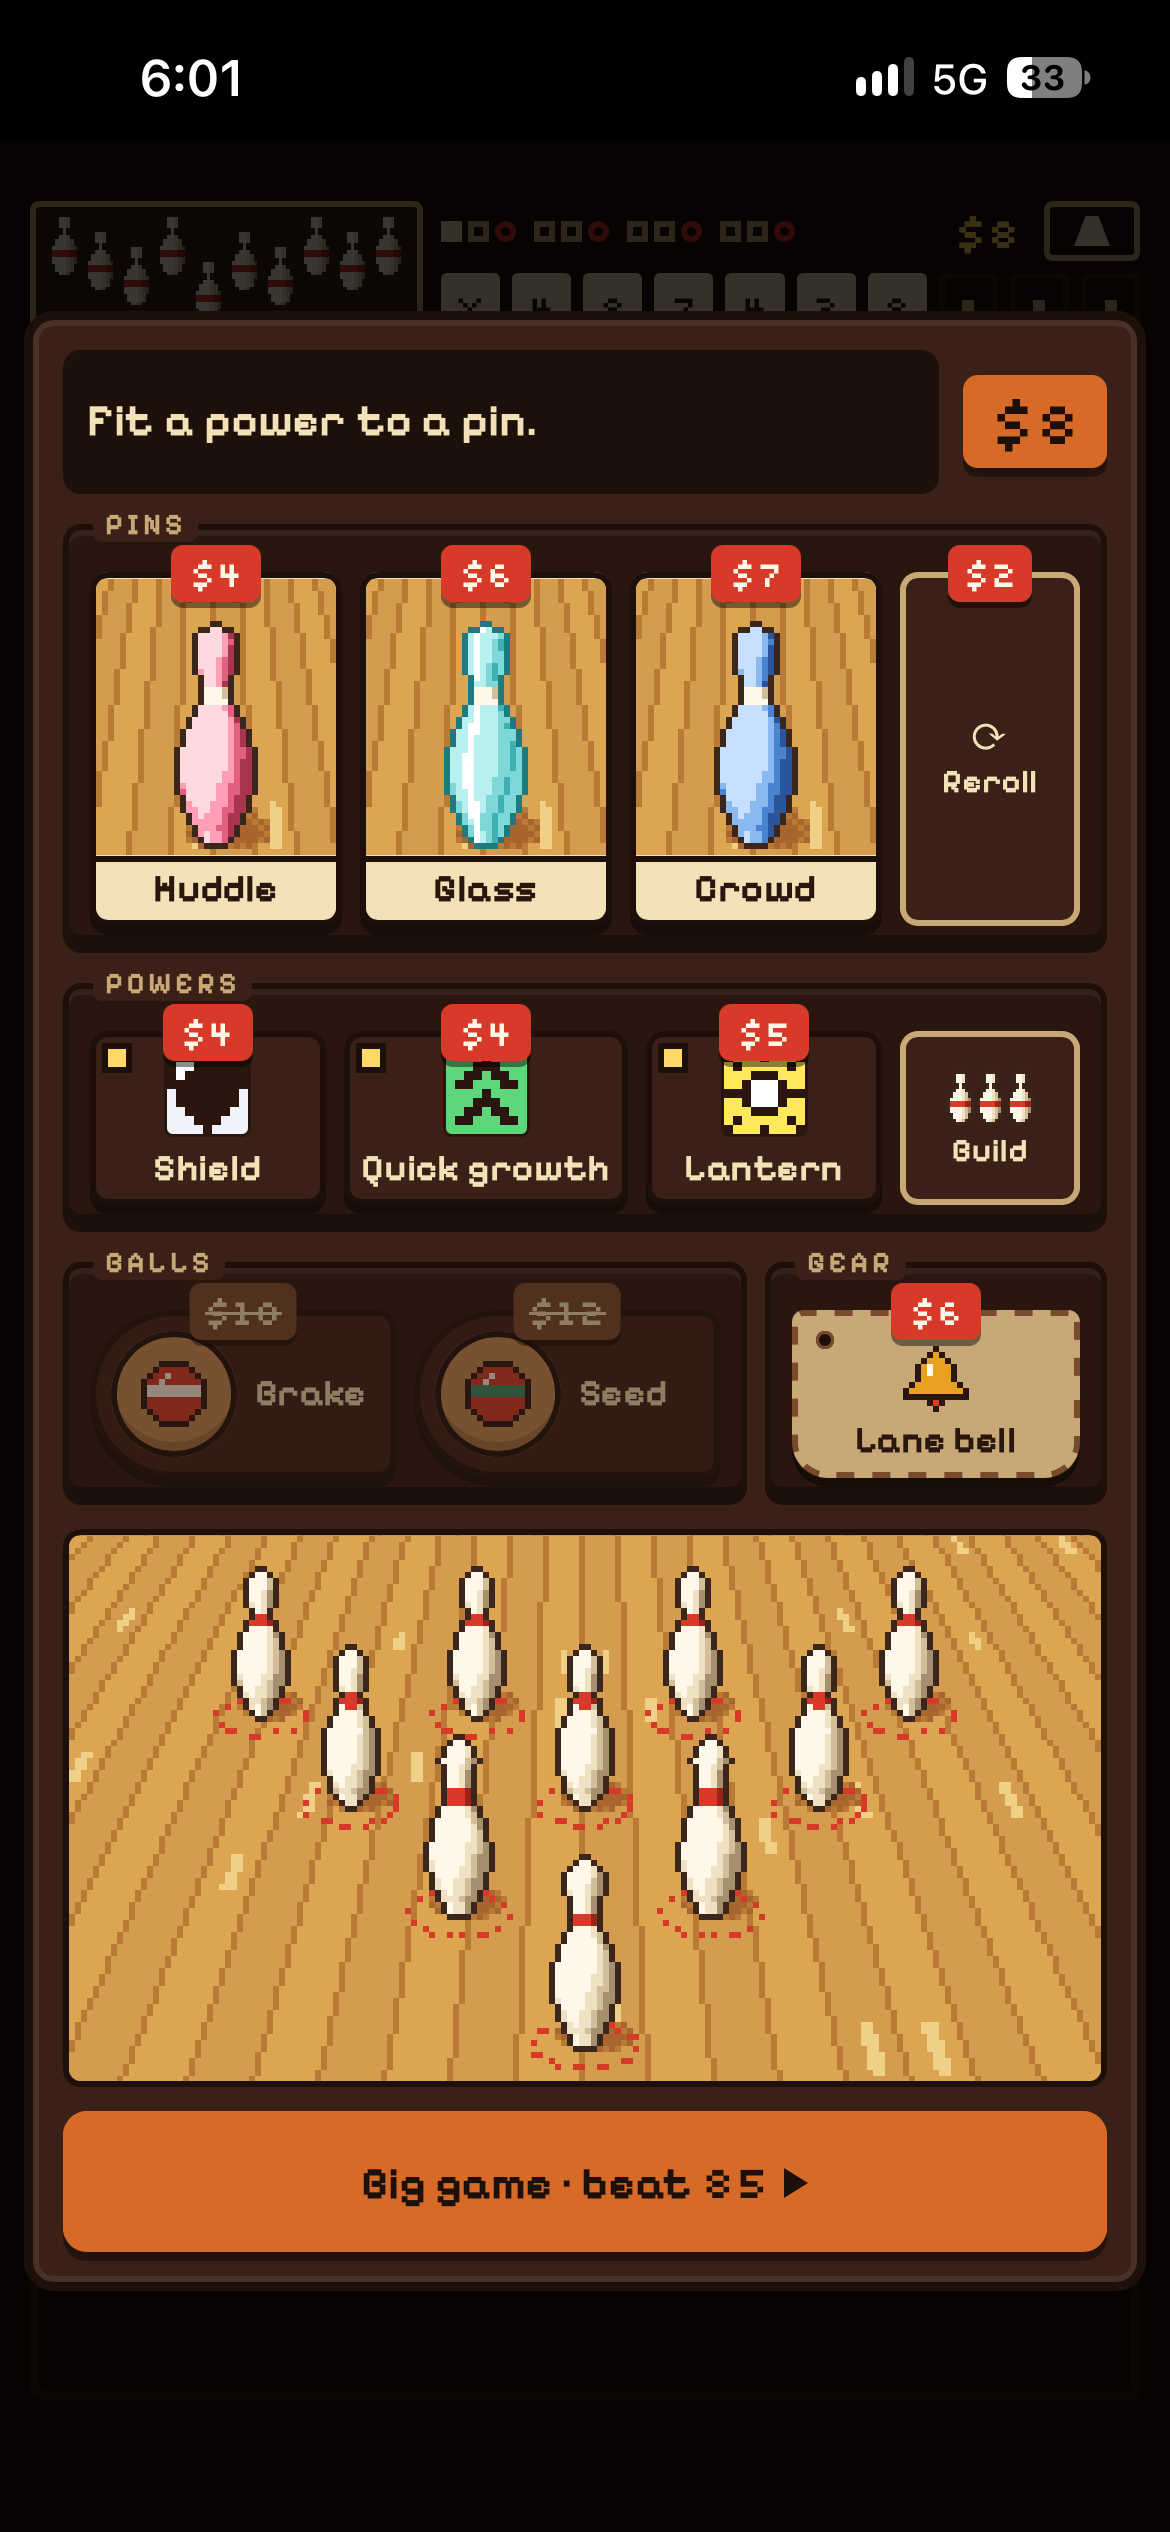 6:01
5G 33
$8
Fit a power to a pin.
$8
PINS
$4
$6
$7
$2
Huddle
Glass
Crowd
Reroll
POWERS
$4
$4
$5
Shield
Quick growth
Lantern
Build
BALLS
GEAR
$10
$12
$6
Brake
Seed
Lane bell
Big game · beat 85